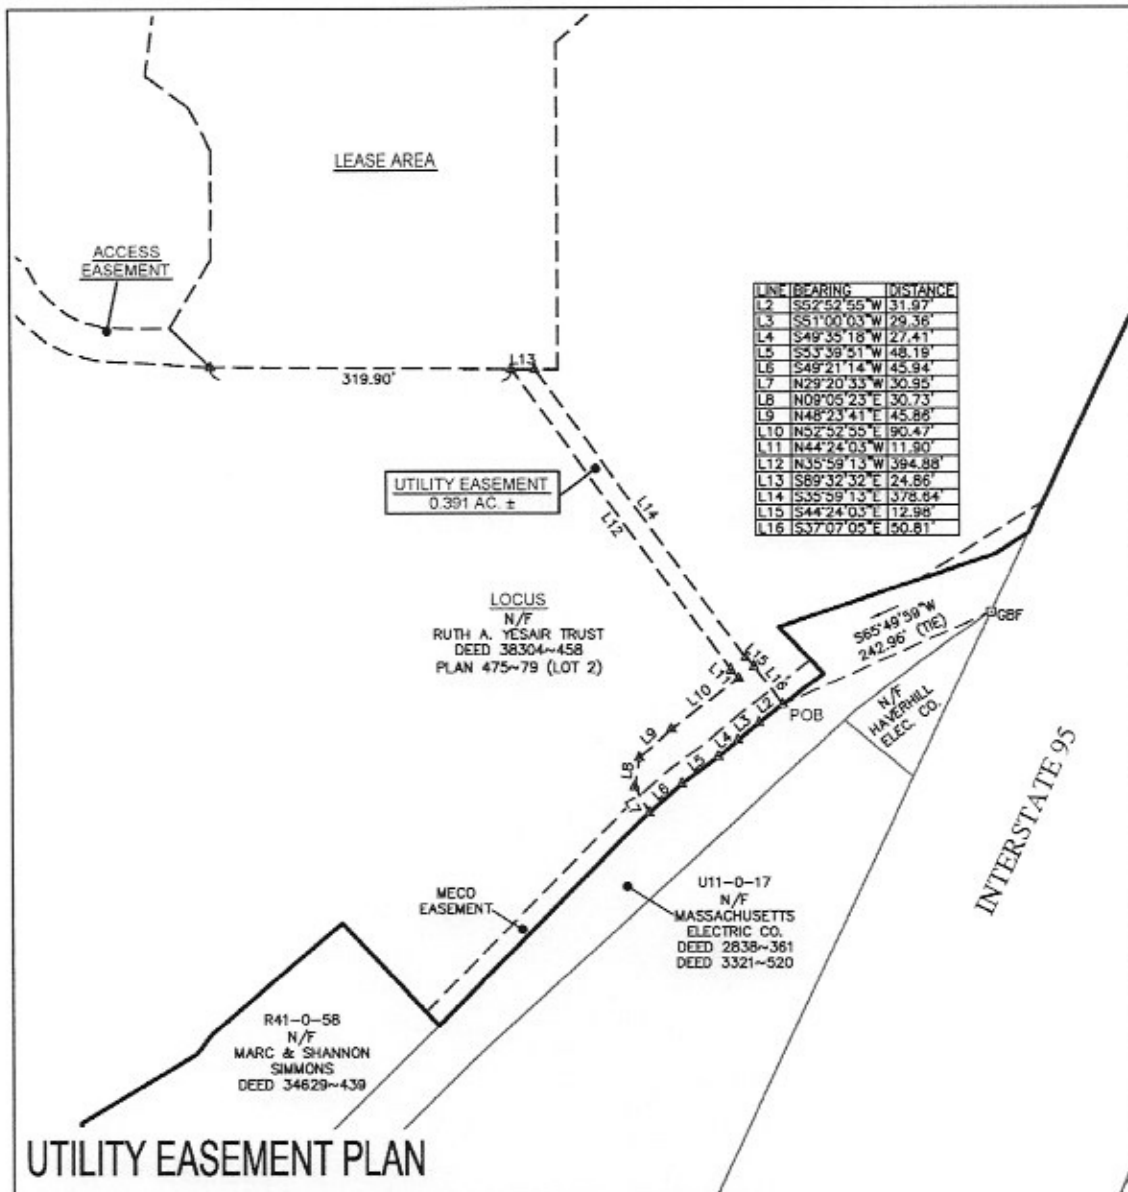 LEASE AREA
ACCESS
EASEMENT
LINE BEARING DISTANCE
L2 S52°52'55"W 31.97'
L3 S51°00'03"W 29.36'
L4 S49°35'18"W 27.41'
L5 S53°39'51"W 48.19'
L6 S49°21'14"W 45.94'
L7 N29°20'33"W 30.95'
L8 N09°05'23"E 30.73'
L9 N48°23'41"E 45.86'
L10 N52°52'55"E 90.47'
L11 N44°24'03"W 11.90'
L12 N35°59'13"W 394.88'
L13 S89°32'32"E 24.86'
L14 S35°59'13"E 378.64'
L15 S44°24'03"E 12.98'
L16 S37°07'05"E 50.81'
L13
319.90'
UTILITY EASEMENT
0.391 AC. ±
L12
L14
LOCUS
N/F
RUTH A. YESAIR TRUST
DEED 38304~458
PLAN 475~79 (LOT 2)
S65°49'59"W
242.96' (TIE)
GBF
L15
L16
L11
L10
L9
L8
L7
L6
L5
L4
L3
L2
POB
N/F
HAVERHILL
ELEC. CO.
INTERSTATE 95
MECO
EASEMENT
U11-0-17
N/F
MASSACHUSETTS
ELECTRIC CO.
DEED 2838~361
DEED 3321~520
R41-0-58
N/F
MARC & SHANNON
SIMMONS
DEED 34629~439
UTILITY EASEMENT PLAN